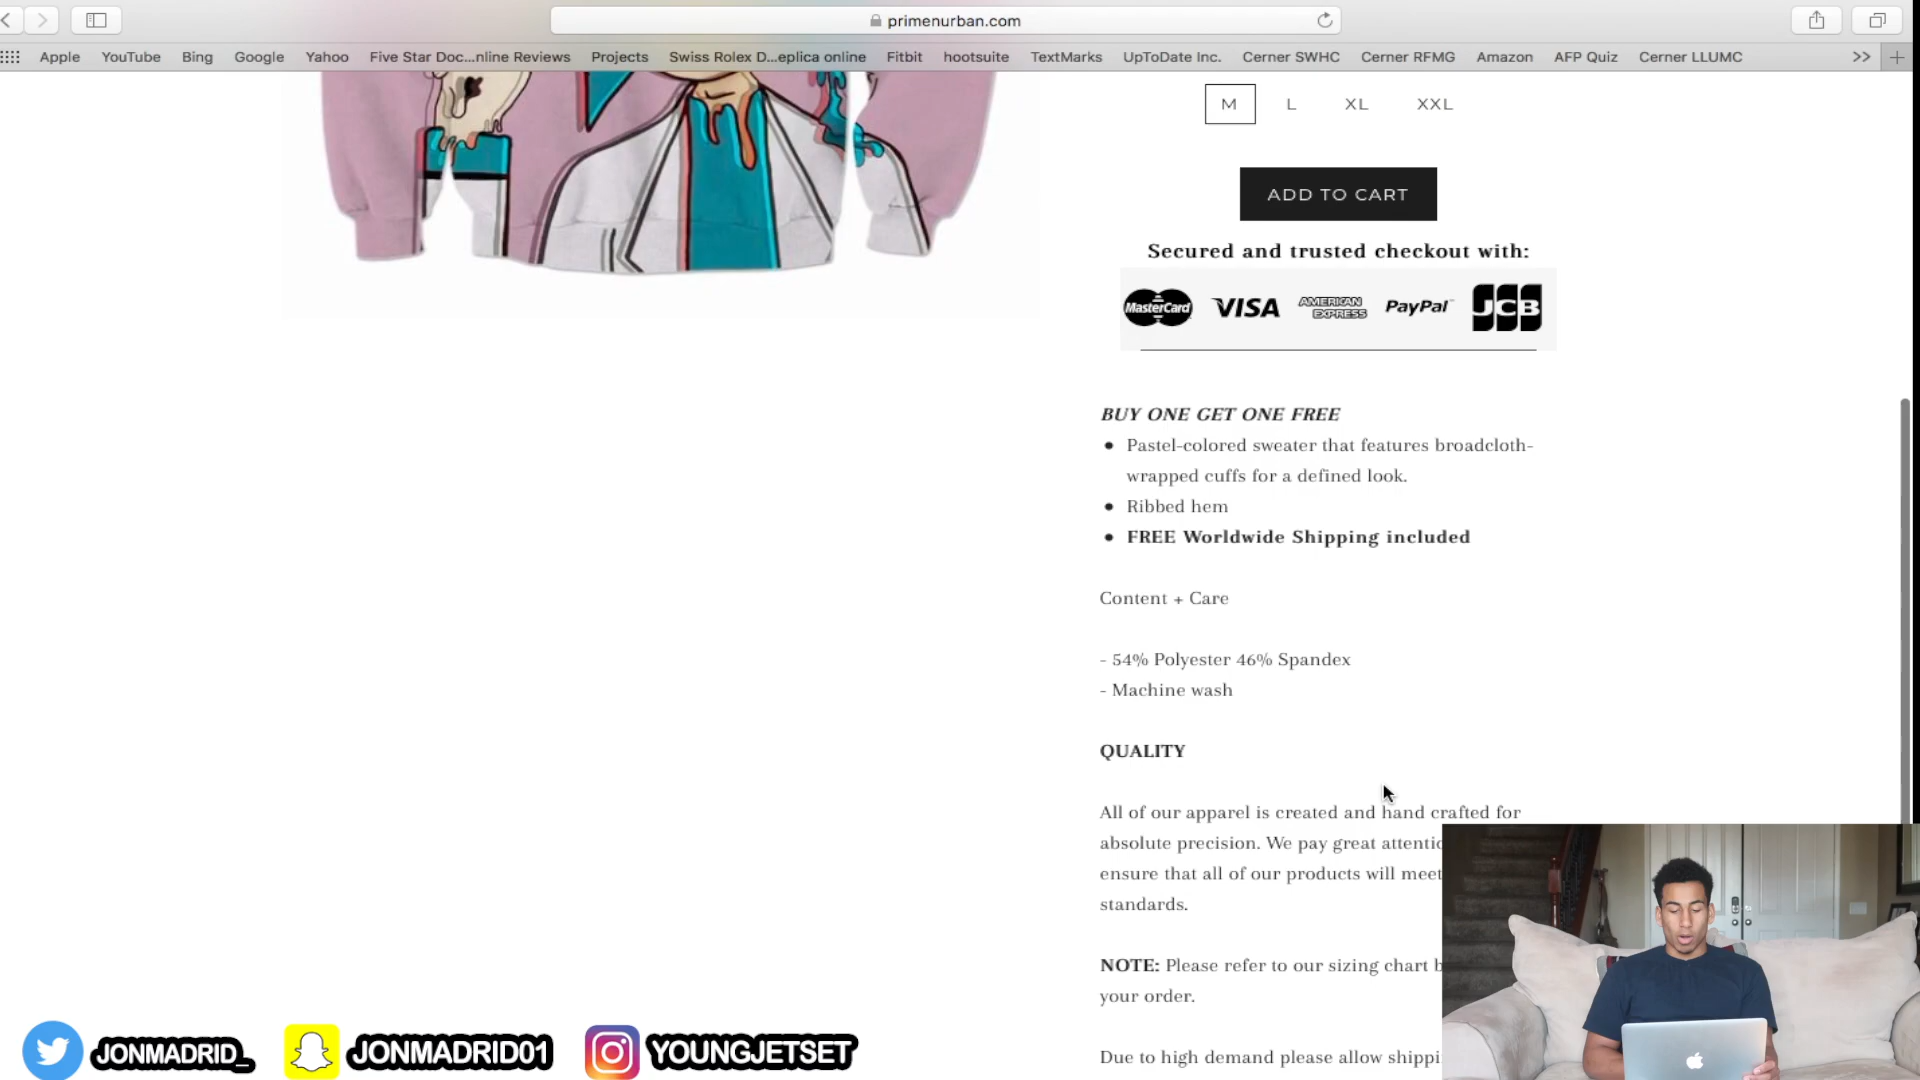 primenurban.com
Apple YouTube Bing Google Yahoo Five Star Doc...nline Reviews Projects Swiss Rolex D...eplica online Fitbit hootsuite TextMarks UpToDate Inc. Cerner SWHC Cerner RFMG Amazon AFP Quiz Cerner LLUMC >>
M L XL XXL
ADD TO CART
Secured and trusted checkout with:
MasterCard VISA AMERICAN EXPRESS PayPal JCB
BUY ONE GET ONE FREE
Pastel-colored sweater that features broadcloth-
wrapped cuffs for a defined look.
Ribbed hem
FREE Worldwide Shipping included
Content + Care
- 54% Polyester 46% Spandex
- Machine wash
QUALITY
All of our apparel is created and hand crafted for
absolute precision. We pay great
ensure that all of our products will meet
standards.
NOTE: Please refer to our sizing chart
your order.
Due to high demand please allow
JONMADRID_ JONMADRID01 YOUNGJETSET